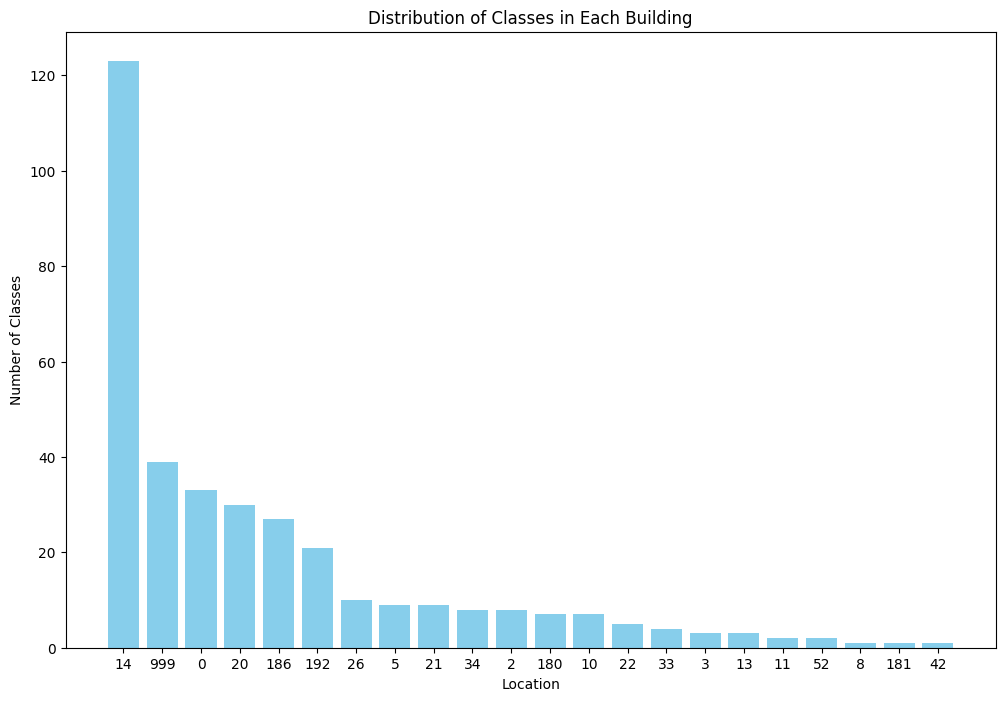 Distribution of Classes in Each Building
120
100
80
60
40
20
0
Number of Classes
14 999 0 20 186 192 26 5 21 34 2 180 10 22 33 3 13 11 52 8 181 42
Location